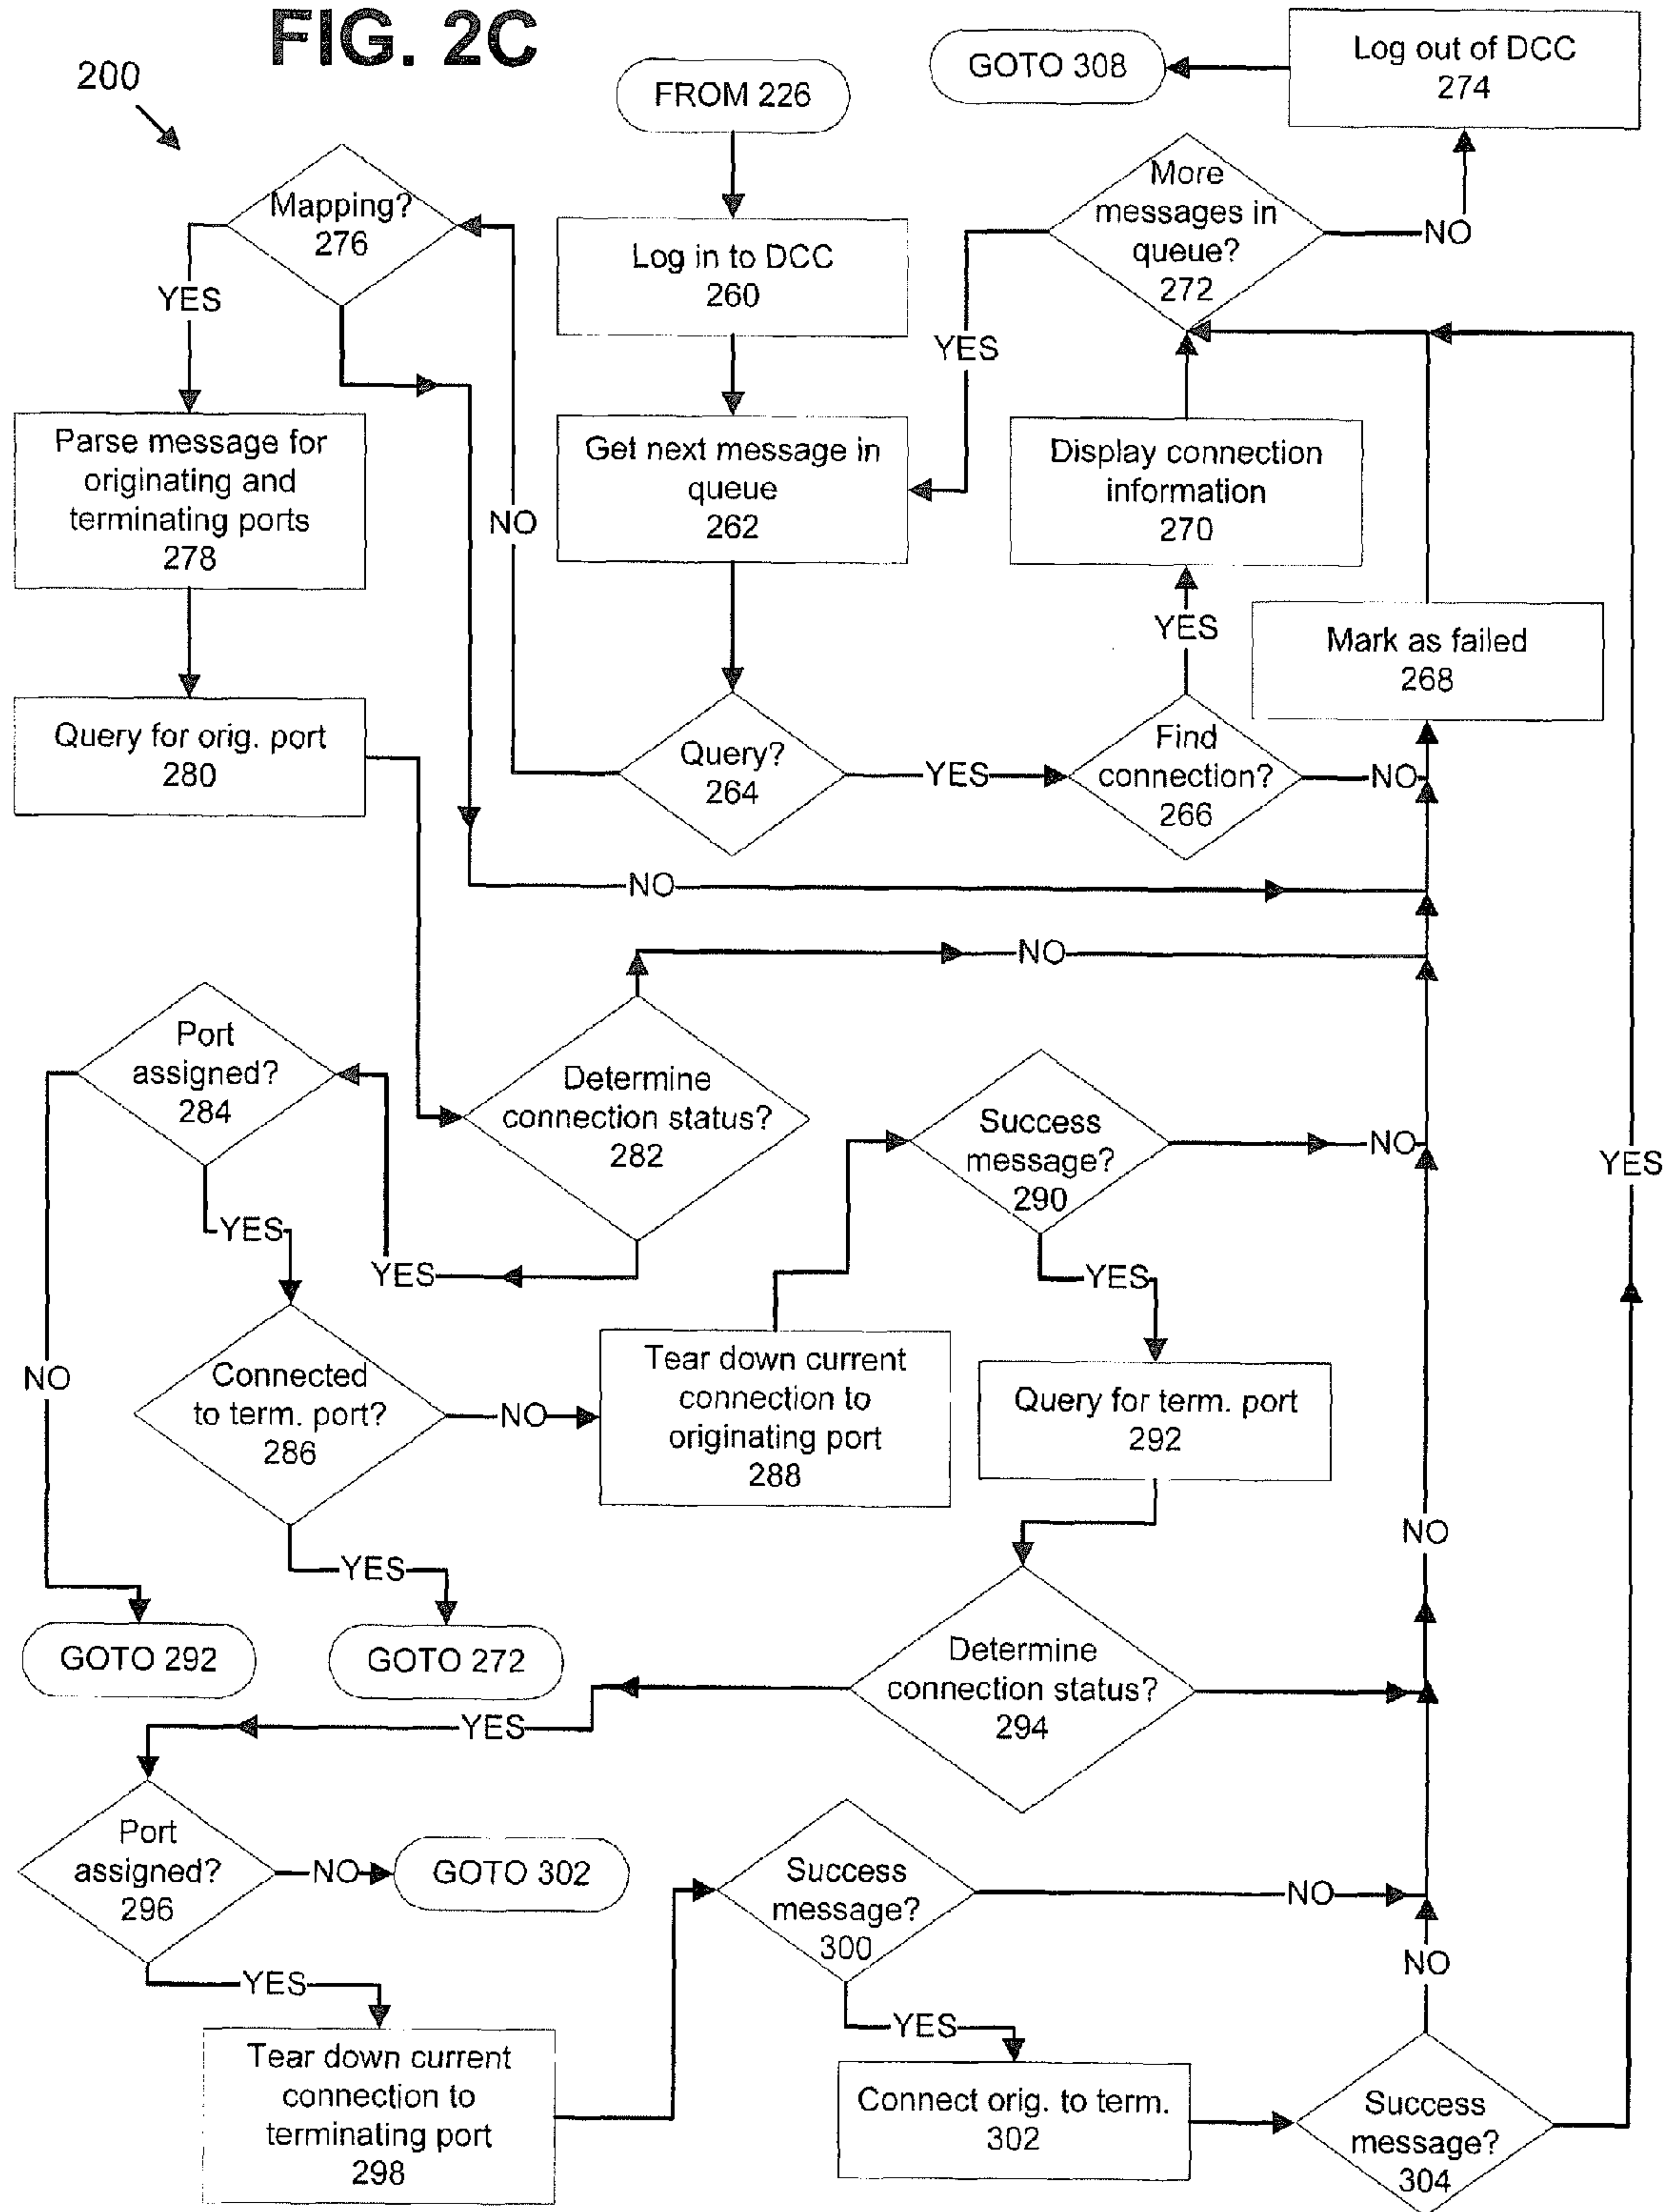 FIG. 2C
200
FROM 226
GOTO 308
Log out of DCC
274
Mapping?
276
Log in to DCC
260
More
messages in
queue?
272
NO
YES
YES
Parse message for
originating and
terminating ports
278
NO
Get next message in
queue
262
Display connection
information
270
YES
Mark as failed
268
Query for orig. port
280
Query?
264
YES
Find
connection?
266
NO
NO
NO
Port
assigned?
284
Determine
connection status?
282
Success
message?
290
NO
YES
YES
YES
YES
NO
Connected
to term. port?
286
NO
Tear down current
connection to
originating port
288
Query for term. port
292
NO
YES
GOTO 292
GOTO 272
Determine
connection status?
294
YES
Port
assigned?
296
NO
GOTO 302
Success
message?
300
NO
NO
YES
YES
Tear down current
connection to
terminating port
298
Connect orig. to term.
302
Success
message?
304